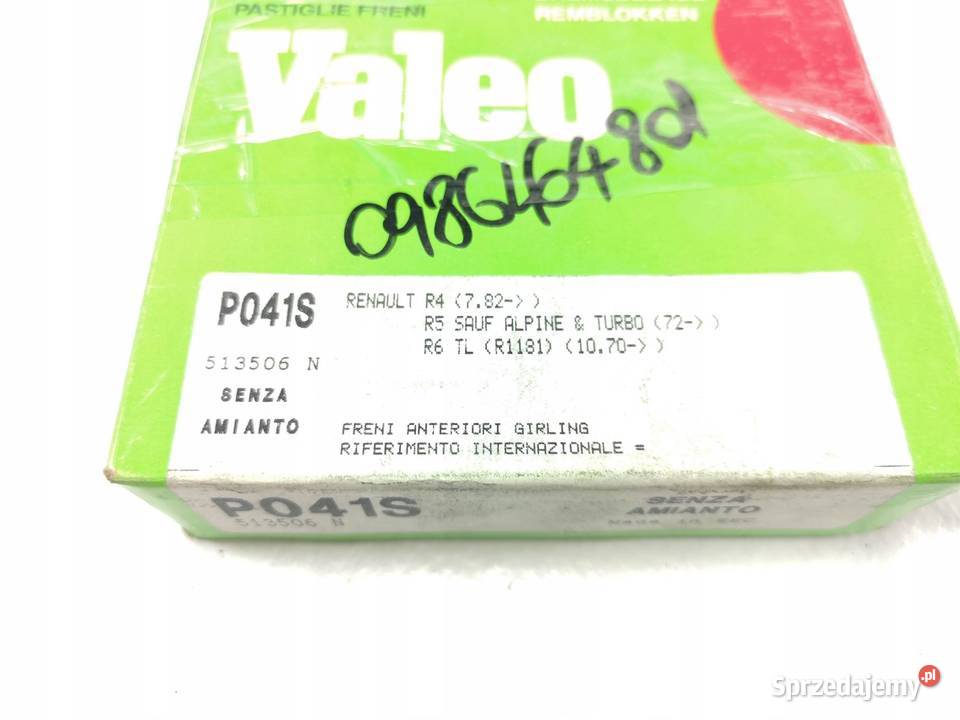 PASTIGLIE FRENI
REMBLOKKEN
Valeo
0986464801
P041S
513506 N
SENZA
AMIANTO
RENAULT R4 (7.82->)
R5 SAUF ALPINE & TURBO (72->)
R6 TL (R1181) (10.70->)
FRENI ANTERIORI GIRLING
RIFERIMENTO INTERNAZIONALE =
P041S
513506 N
SENZA
AMIANTO
Sprzedajemy.pl